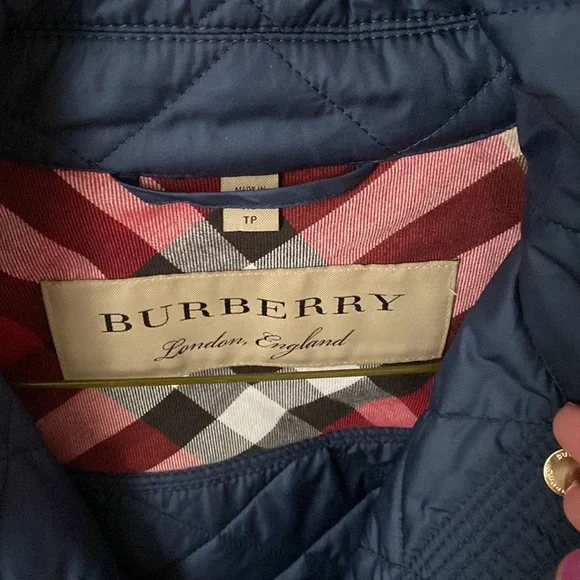 MADE IN
TP
BURBERRY
London, England